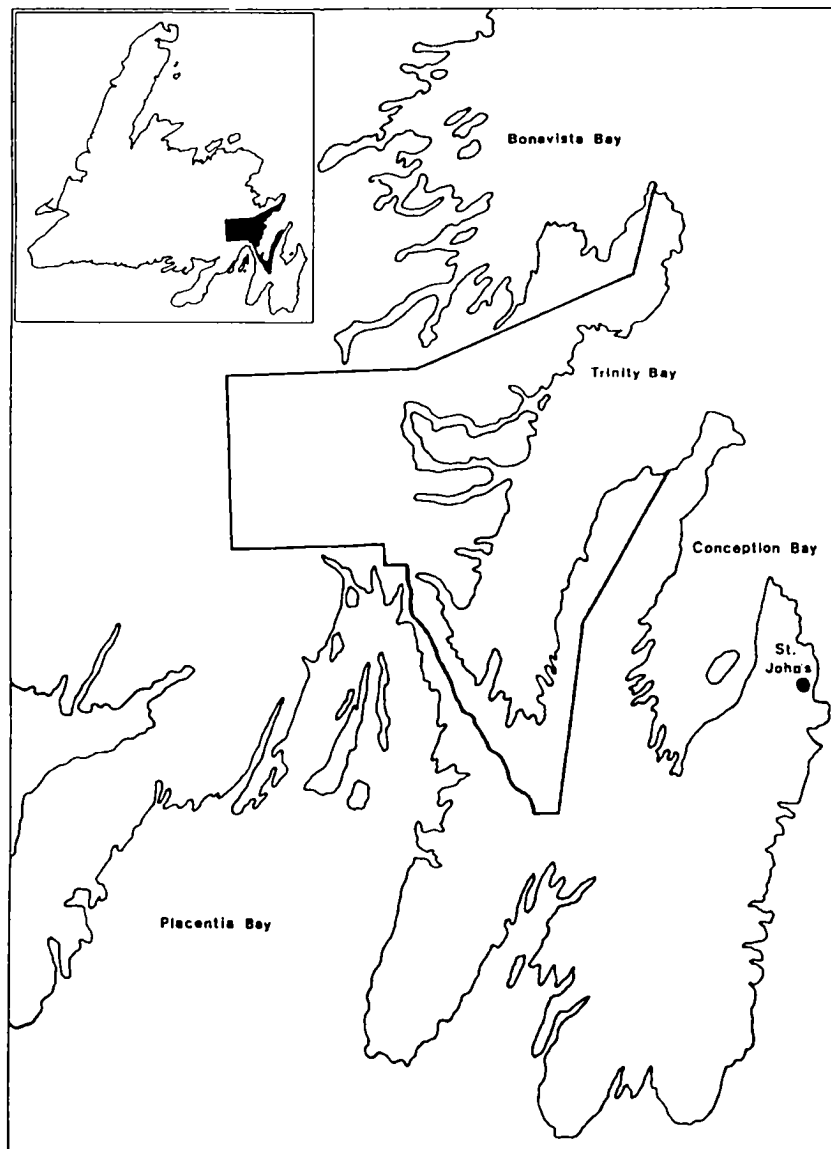 Bonavista Bay
Trinity Bay
Conception Bay
St.
John's
Placentia Bay